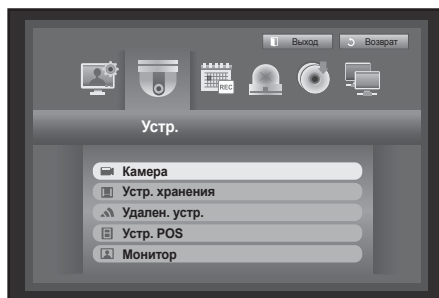 Выход Возврат
REC
Устр.
Камера
Устр. хранения
Удален. устр.
Устр. POS
Монитор